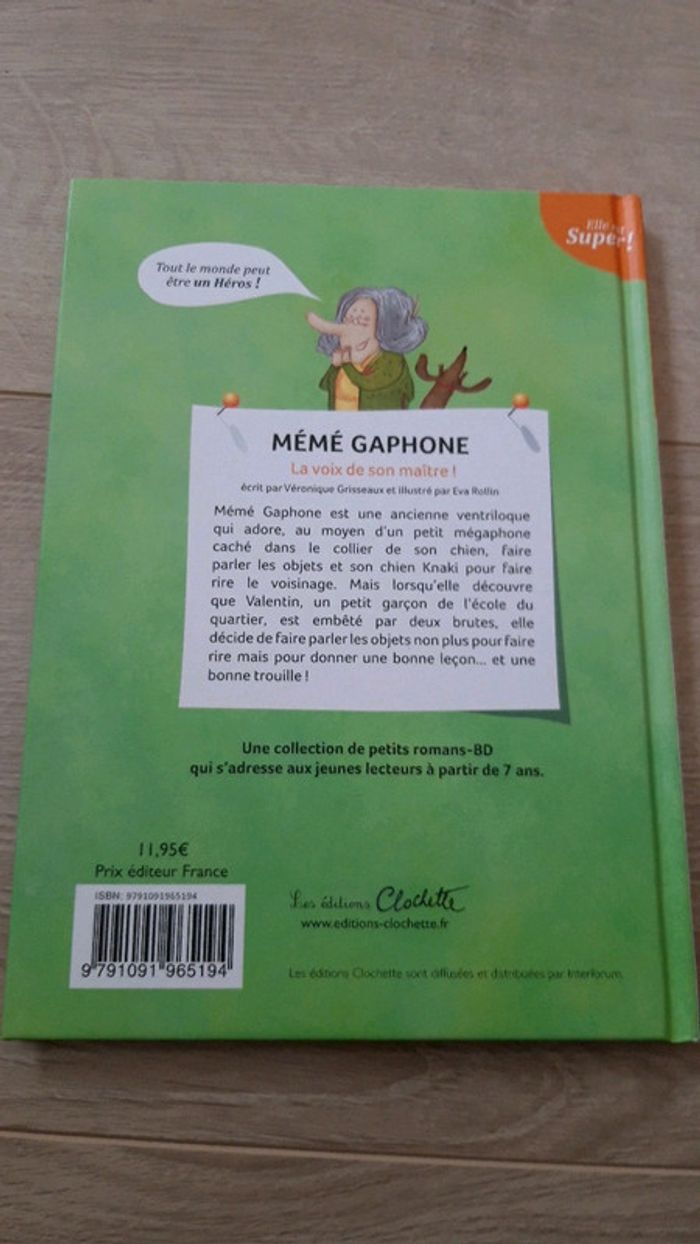 Elle est
Super!
Tout le monde peut
être un Héros !
MÉMÉ GAPHONE
La voix de son maître !
écrit par Véronique Grisseaux et illustré par Eva Rollin
Mémé Gaphone est une ancienne ventriloque
qui adore, au moyen d'un petit mégaphone
caché dans le collier de son chien, faire
parler les objets et son chien Knaki pour faire
rire le voisinage. Mais lorsqu'elle découvre
que Valentin, un petit garçon de l'école du
quartier, est embêté par deux brutes, elle
décide de faire parler les objets non plus pour faire
rire mais pour donner une bonne leçon... et une
bonne trouille !
Une collection de petits romans-BD
qui s'adresse aux jeunes lecteurs à partir de 7 ans.
11,95€
Prix éditeur France
ISBN: 9791091965194
9 791091 965194
Les éditions Clochette
www.editions-clochette.fr
Les éditions Clochette sont diffusées et distribuées par Interforum.